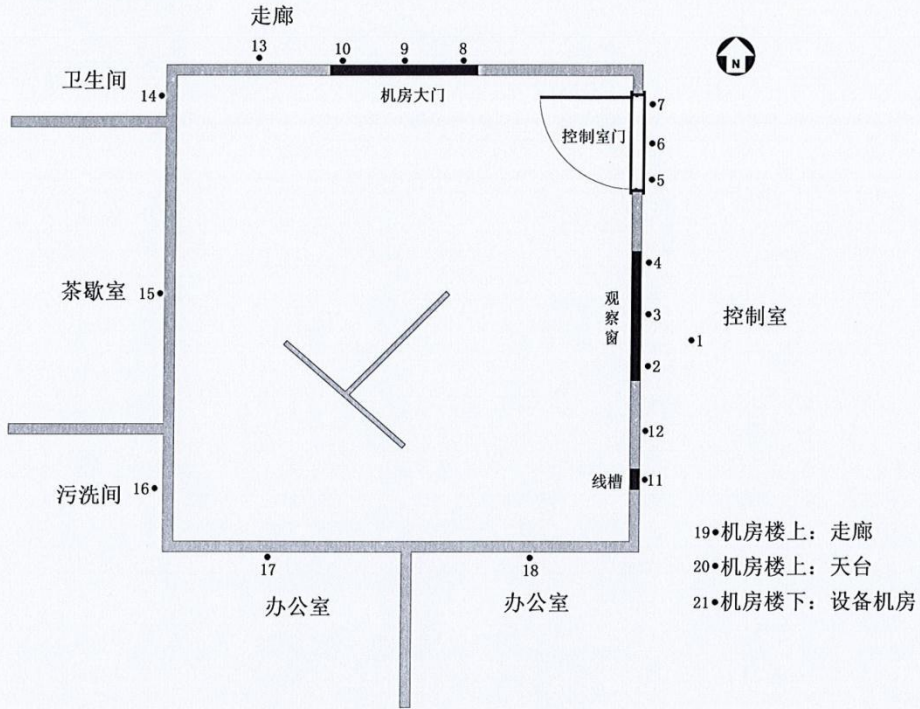 走廊
13
10
9
8
N
卫生间
14
机房大门
7
控制室门
6
5
4
茶歇室
15
观察窗
3
控制室
1
2
12
污洗间
16
线槽
11
19•机房楼上：走廊
17
18
20•机房楼上：天台
办公室
办公室
21•机房楼下：设备机房